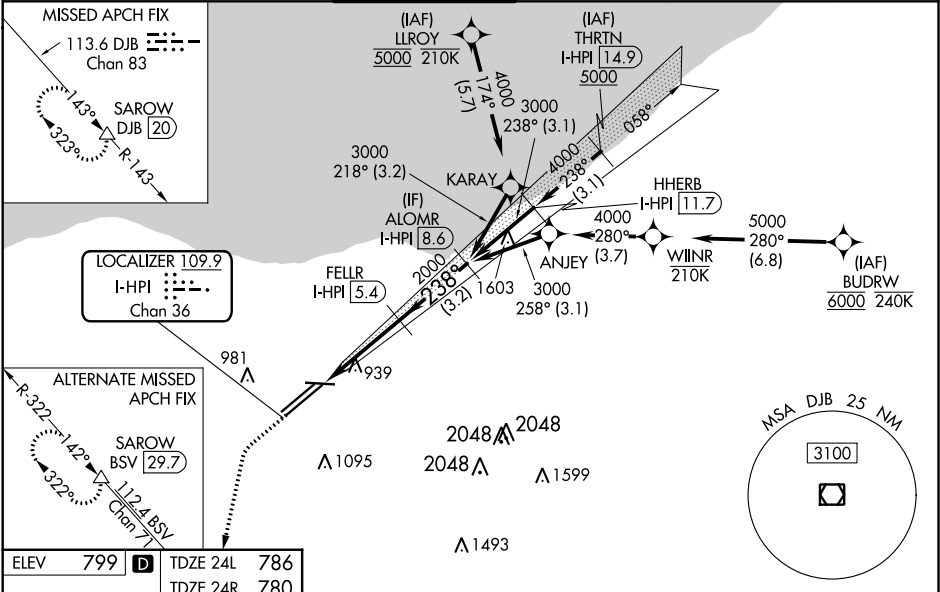 MISSED APCH FIX
113.6 DJB
Chan 83
143°
323°
SAROW
DJB 20
R-143
(IAF)
LLROY
5000 210K
4000
174°
(5.7)
(IAF)
THRTN
I-HPI 14.9
5000
3000
238° (3.1)
058°
3000
218° (3.2)
KARAY
4000
238°
(3.1)
HHERB
I-HPI 11.7
(IF)
ALOMR
I-HPI 8.6
4000
280°
(3.7)
5000
280°
(6.8)
ANJEY
WIINR
210K
(IAF)
BUDRW
6000 240K
LOCALIZER 109.9
I-HPI
Chan 36
FELLR
I-HPI 5.4
2000
238°
(3.2)
1603
3000
258° (3.1)
981
939
ALTERNATE MISSED
APCH FIX
R-322
142°
322°
SAROW
BSV 29.7
112.4 BSV
Chan 71
1095
2048
2048
2048
1599
1493
MSA DJB 25 NM
3100
ELEV 799 D TDZE 24L 786
TDZE 24R 780